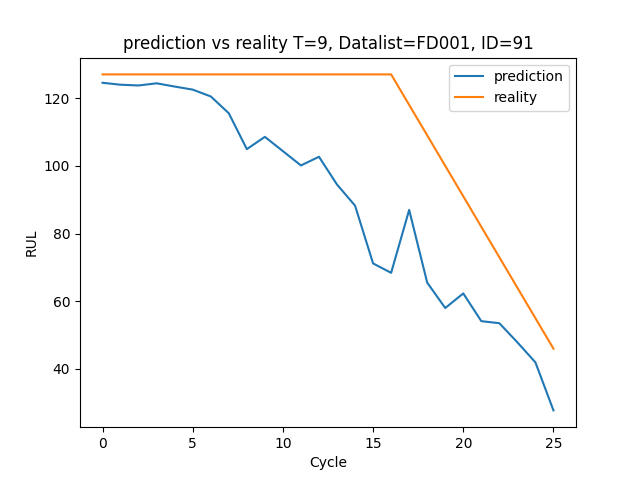 prediction vs reality T=9, Datalist=FD001, ID=91
prediction
reality
120
100
80
60
40
RUL
0 5 10 15 20 25
Cycle